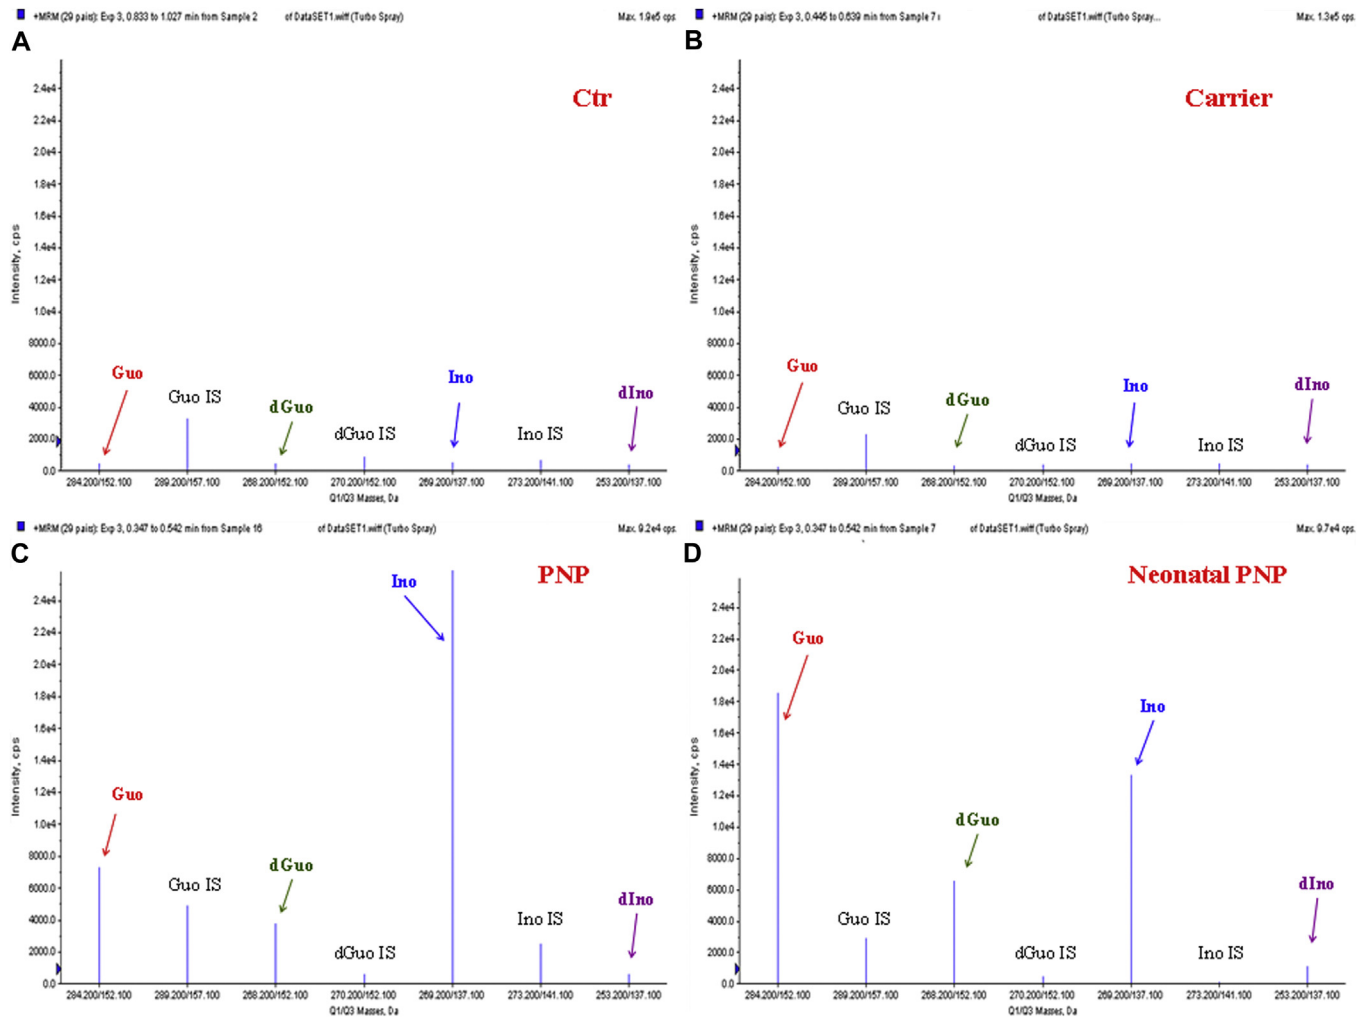 +MRM (29 pairs): Exp 3, 0.833 to 1.027 min from Sample 2 of DataSET1.wiff (Turbo Spray) Max. 1.9e5 cps.
A
Ctr
Intensity, cps
2.4e4
2.2e4
2.0e4
1.8e4
1.6e4
1.4e4
1.2e4
1.0e4
8000.0
6000.0
4000.0
2000.0
0.0
Guo
Guo IS
dGuo
dGuo IS
Ino
Ino IS
dIno
284.200/152.100 289.200/157.100 268.200/152.100 270.200/152.100 269.200/137.100 273.200/141.100 253.200/137.100
Q1/Q3 Masses, Da
+MRM (29 pairs): Exp 3, 0.446 to 0.639 min from Sample 7 of DataSET1.wiff (Turbo Spray... Max. 1.3e5 cps.
B
Carrier
Intensity, cps
2.4e4
2.2e4
2.0e4
1.8e4
1.6e4
1.4e4
1.2e4
1.0e4
8000.0
6000.0
4000.0
2000.0
0.0
Guo
Guo IS
dGuo
dGuo IS
Ino
Ino IS
dIno
284.200/152.100 289.200/157.100 268.200/152.100 270.200/152.100 269.200/137.100 273.200/141.100 253.200/137.100
Q1/Q3 Masses, Da
+MRM (29 pairs): Exp 3, 0.347 to 0.542 min from Sample 16 of DataSET1.wiff (Turbo Spray) Max. 9.2e4 cps.
C
PNP
Intensity, cps
2.4e4
2.2e4
2.0e4
1.8e4
1.6e4
1.4e4
1.2e4
1.0e4
8000.0
6000.0
4000.0
2000.0
0.0
Guo
Guo IS
dGuo
dGuo IS
Ino
Ino IS
dIno
284.200/152.100 289.200/157.100 268.200/152.100 270.200/152.100 269.200/137.100 273.200/141.100 253.200/137.100
Q1/Q3 Masses, Da
+MRM (29 pairs): Exp 3, 0.347 to 0.542 min from Sample 7 of DataSET1.wiff (Turbo Spray) Max. 9.7e4 cps.
D
Neonatal PNP
Intensity, cps
2.4e4
2.2e4
2.0e4
1.8e4
1.6e4
1.4e4
1.2e4
1.0e4
8000.0
6000.0
4000.0
2000.0
0.0
Guo
Guo IS
dGuo
dGuo IS
Ino
Ino IS
dIno
284.200/152.100 289.200/157.100 268.200/152.100 270.200/152.100 269.200/137.100 273.200/141.100 253.200/137.100
Q1/Q3 Masses, Da